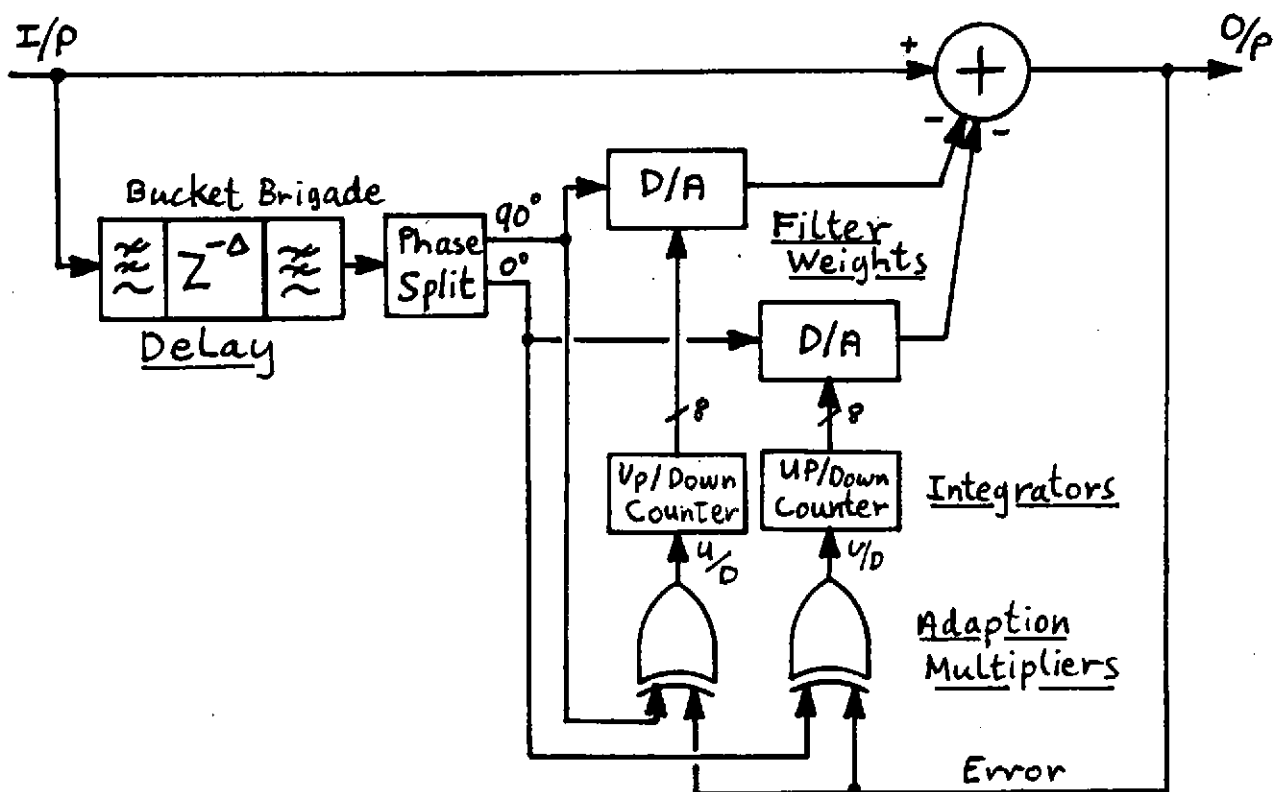 I/P
O/P
+
+
-
-
Bucket Brigade
Z^-Δ
Delay
Phase
Split
90°
0°
D/A
Filter
Weights
D/A
8
8
Up/Down
Counter
UP/Down
Counter
Integrators
U/D
U/D
Adaption
Multipliers
Error